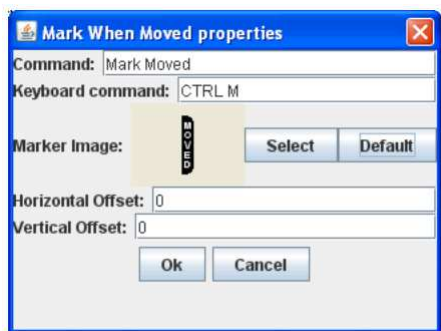 Mark When Moved properties
Command: Mark Moved
Keyboard command: CTRL M
Marker Image: MOVED Select Default
Horizontal Offset: 0
Vertical Offset: 0
Ok Cancel